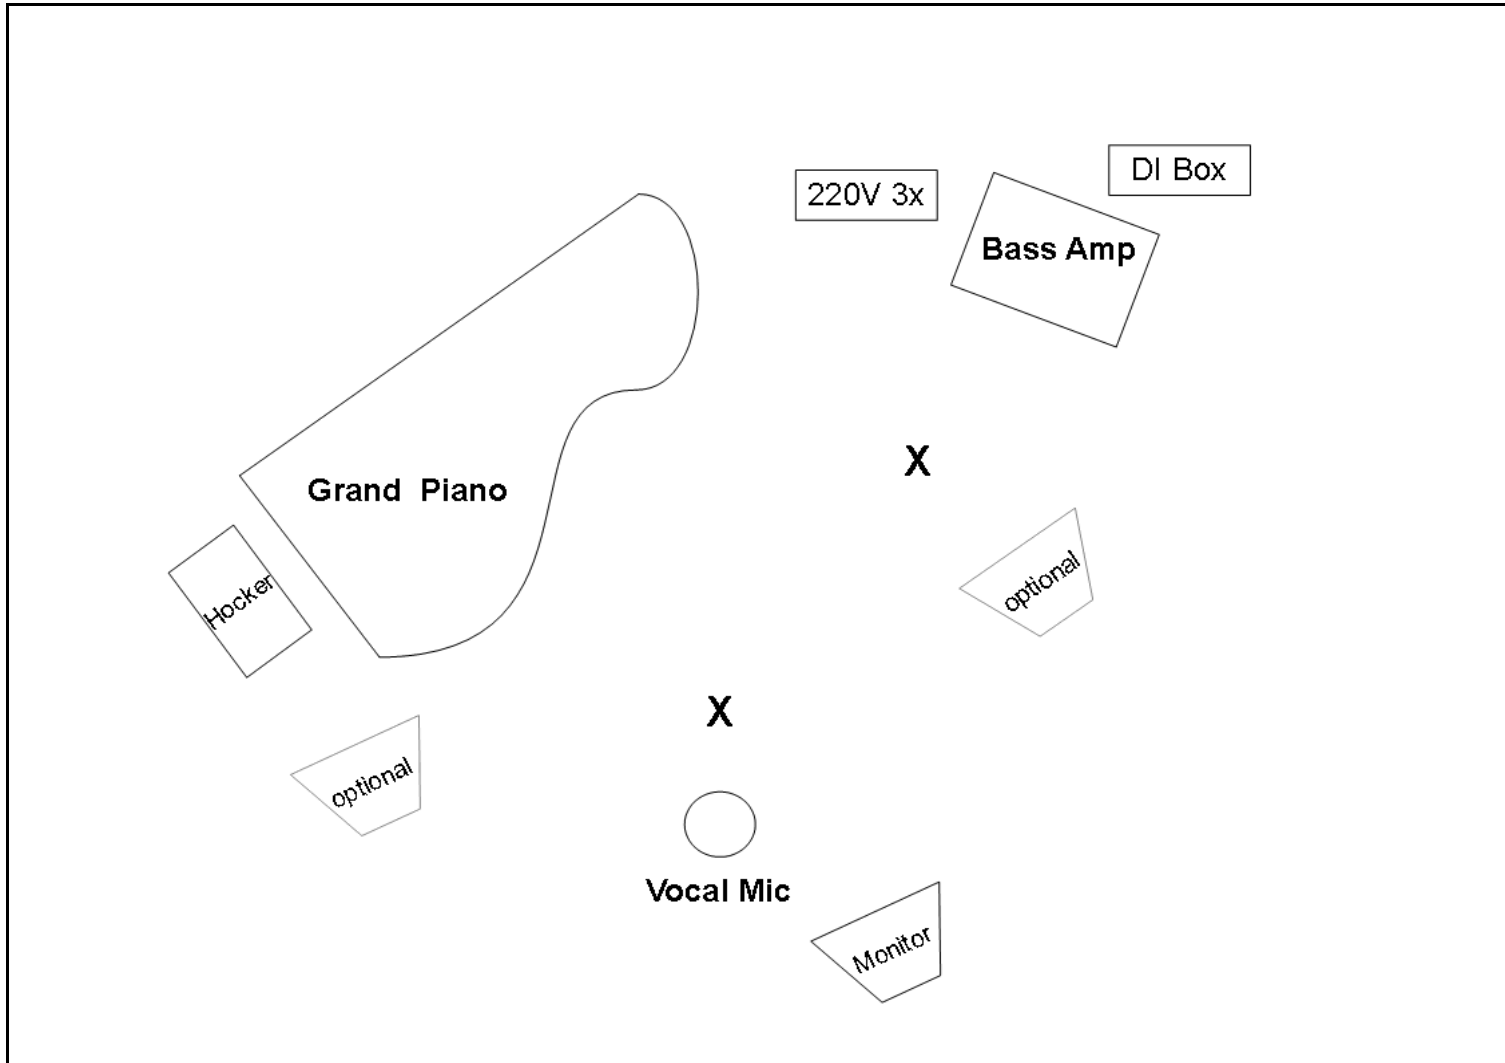 DI Box
220V 3x
Bass Amp
X
Grand Piano
optional
Hocker
X
optional
Vocal Mic
Monitor